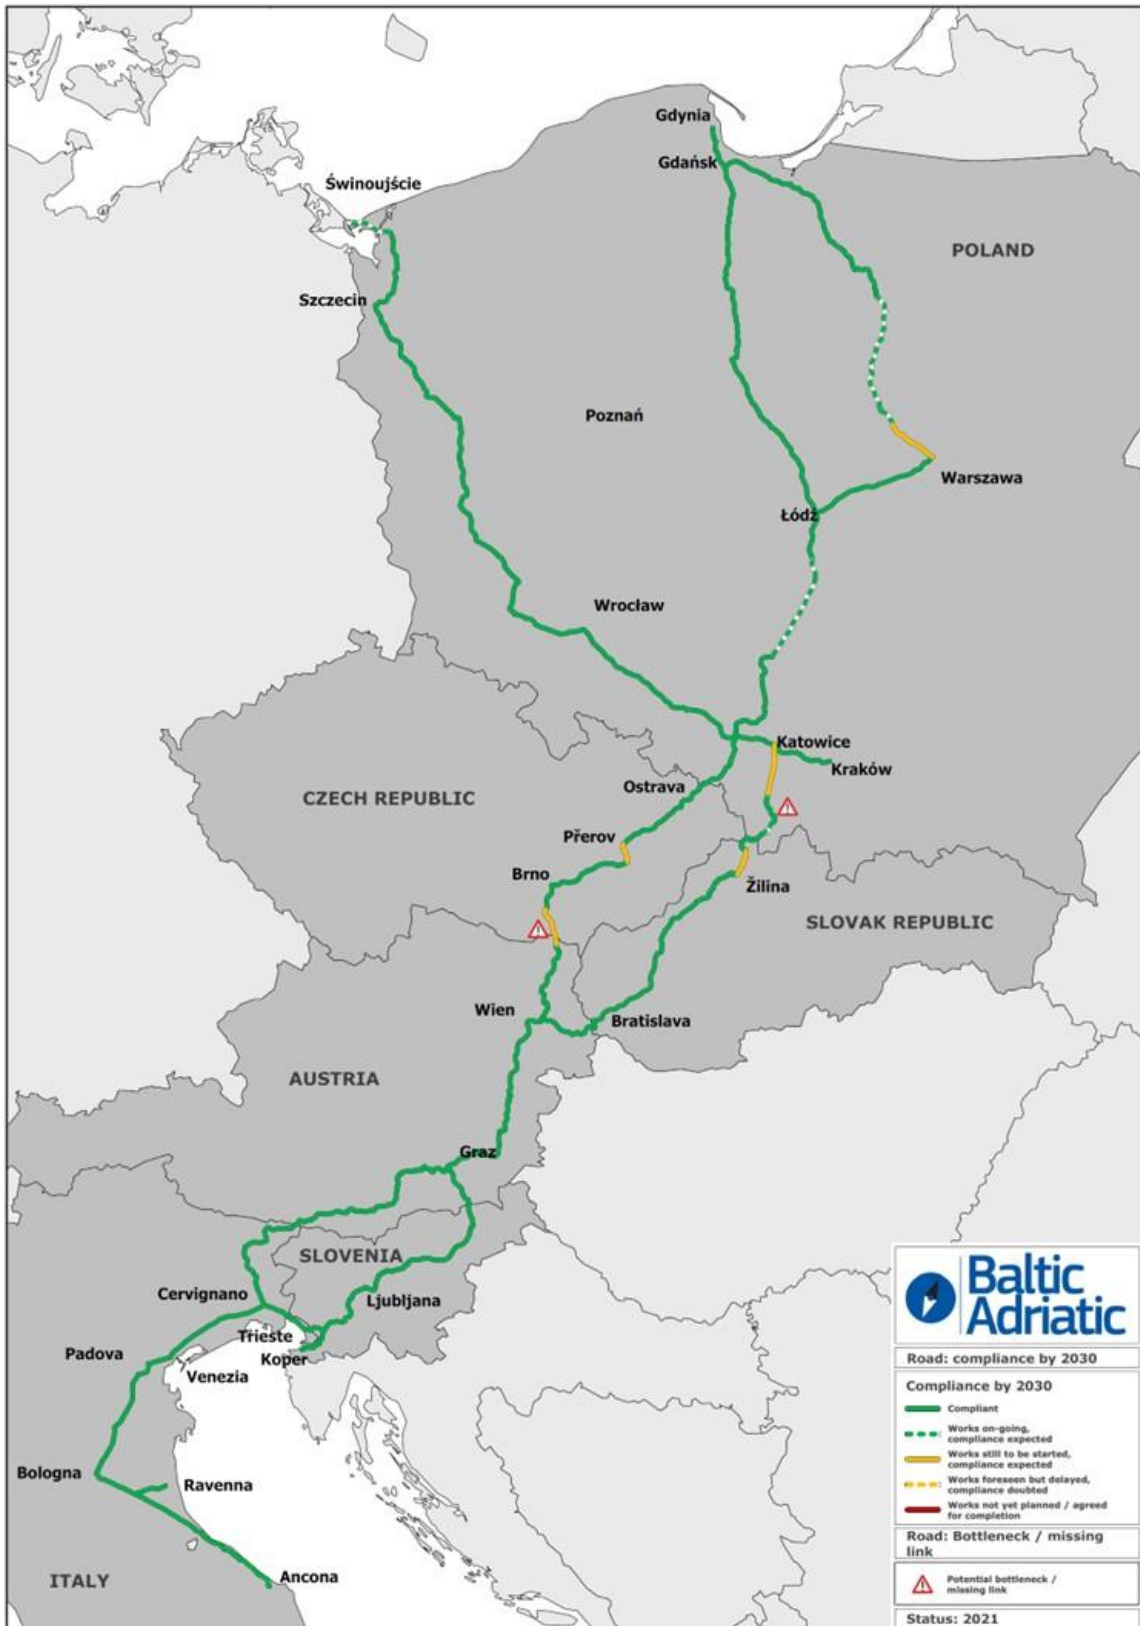 Gdynia
Gdańsk
Świnoujście
POLAND
Szczecin
Poznań
Warszawa
Łódź
Wrocław
Katowice
Kraków
Ostrava
CZECH REPUBLIC
Přerov
Brno
Žilina
SLOVAK REPUBLIC
Wien
Bratislava
AUSTRIA
Graz
SLOVENIA
Cervignano
Ljubljana
Trieste
Koper
Padova
Venezia
Bologna
Ravenna
Ancona
ITALY
Baltic
Adriatic
Road: compliance by 2030
Compliance by 2030
Compliant
Works on-going,
compliance expected
Works still to be started,
compliance expected
Works foreseen but delayed,
compliance doubted
Works not yet planned / agreed
for completion
Road: Bottleneck / missing
link
Potential bottleneck /
missing link
Status: 2021